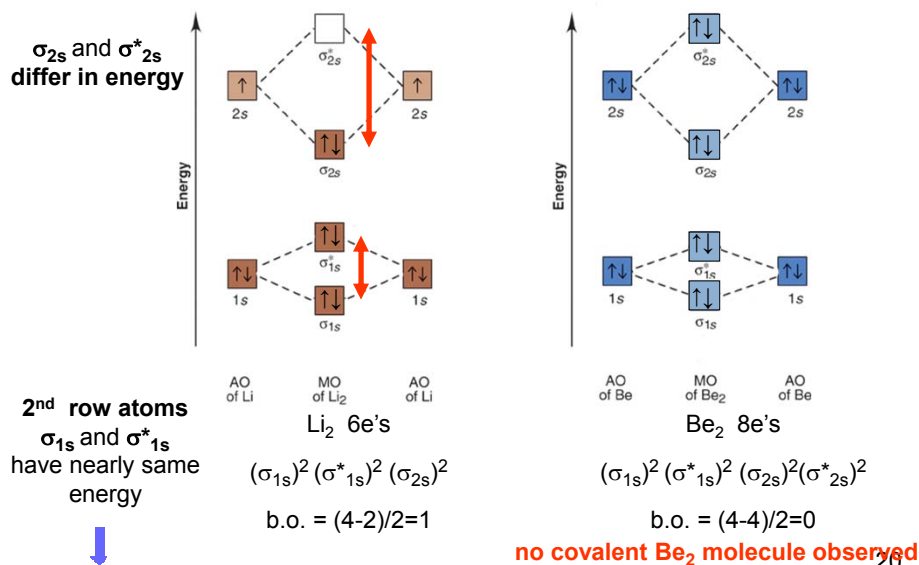 σ2s and σ*2s
differ in energy
Energy
σ*2s
↑
↑
2s
2s
↑↓
σ2s
↑↓
σ*1s
↑↓
↑↓
1s
1s
↑↓
σ1s
AO
of Li
MO
of Li2
AO
of Li
Energy
↑↓
σ*2s
↑↓
↑↓
2s
2s
↑↓
σ2s
↑↓
σ*1s
↑↓
↑↓
1s
1s
↑↓
σ1s
AO
of Be
MO
of Be2
AO
of Be
2nd row atoms
σ1s and σ*1s
have nearly same
energy
Li2 6e's
(σ1s)2 (σ*1s)2 (σ2s)2
b.o. = (4-2)/2=1
Be2 8e's
(σ1s)2 (σ*1s)2 (σ2s)2(σ*2s)2
b.o. = (4-4)/2=0
no covalent Be2 molecule observed
20